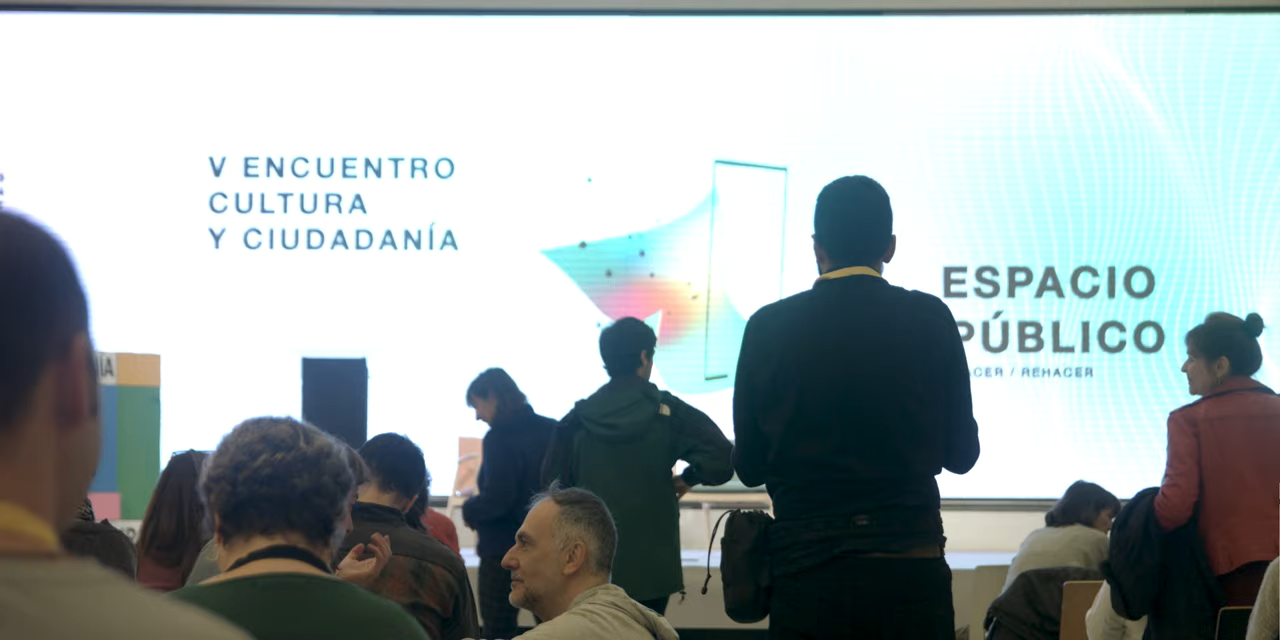 V ENCUENTRO
CULTURA
Y CIUDADANÍA
ESPACIO
PÚBLICO
/ REHACER